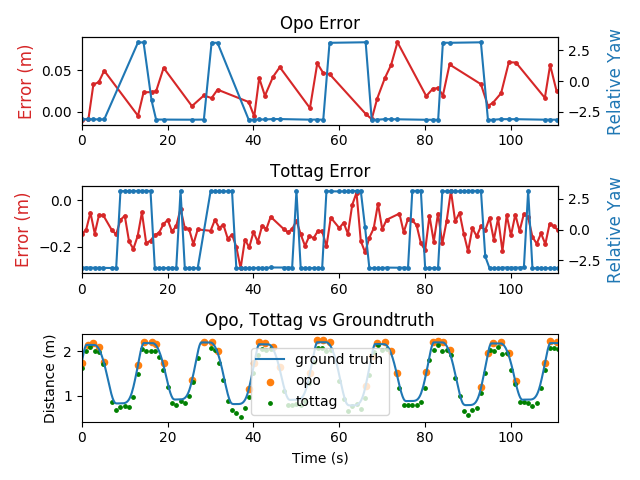 Opo Error
Error (m)
0.05
0.00
2.5
0.0
−2.5
Relative Yaw
0 20 40 60 80 100
Tottag Error
Error (m)
0.0
−0.2
2.5
0.0
−2.5
Relative Yaw
0 20 40 60 80 100
Opo, Tottag vs Groundtruth
Distance (m)
2
1
ground truth
opo
tottag
0 20 40 60 80 100
Time (s)